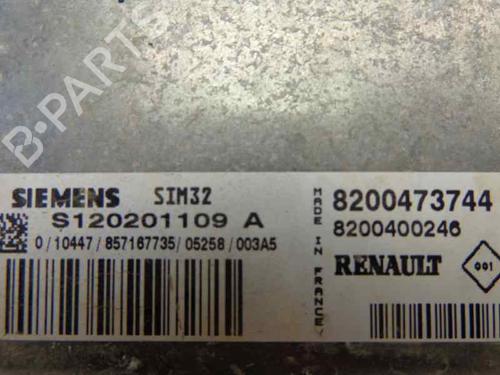 B-PARTS
SIEMENS SIM32
S120201109 A
0/10447/857167735/05258/003A5
MADE IN FRANCE
8200473744
8200400246
RENAULT
001